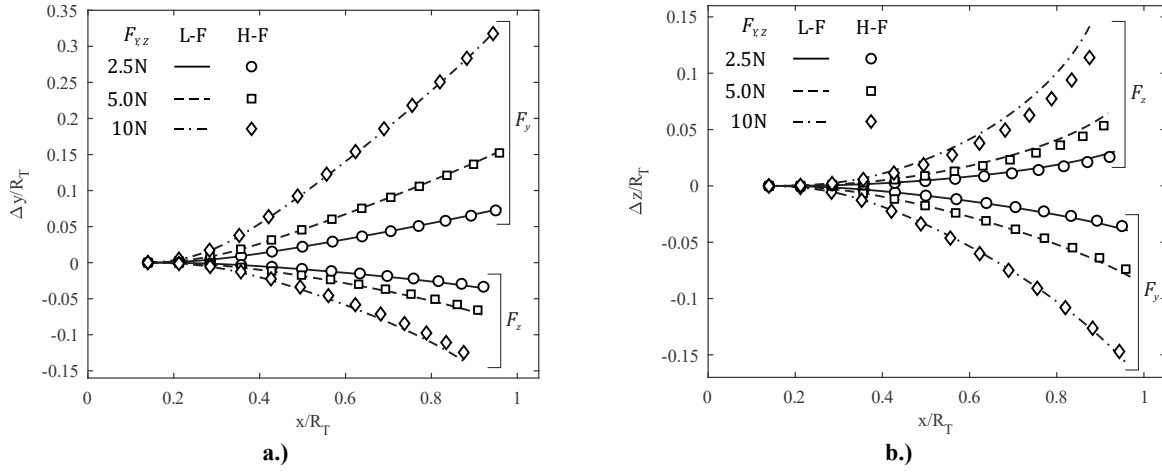 F_{Y,Z} L-F H-F
2.5N
5.0N
10N
F_y
F_z
0.35
0.3
0.25
0.2
0.15
0.1
0.05
0
-0.05
-0.1
-0.15
Δy/R_T
0 0.2 0.4 0.6 0.8 1
x/R_T
a.)
F_{Y,Z} L-F H-F
2.5N
5.0N
10N
F_z
F_y
0.15
0.1
0.05
0
-0.05
-0.1
-0.15
Δz/R_T
0 0.2 0.4 0.6 0.8 1
x/R_T
b.)